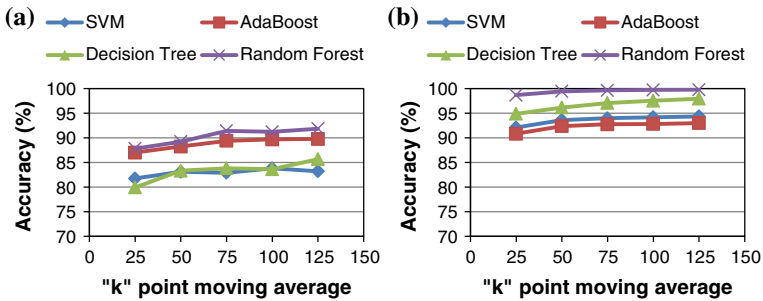 (a)
SVM
AdaBoost
Decision Tree
Random Forest
Accuracy (%)
100
95
90
85
80
75
70
0 25 50 75 100 125 150
"k" point moving average
(b)
SVM
AdaBoost
Decision Tree
Random Forest
Accuracy (%)
100
95
90
85
80
75
70
0 25 50 75 100 125 150
"k" point moving average